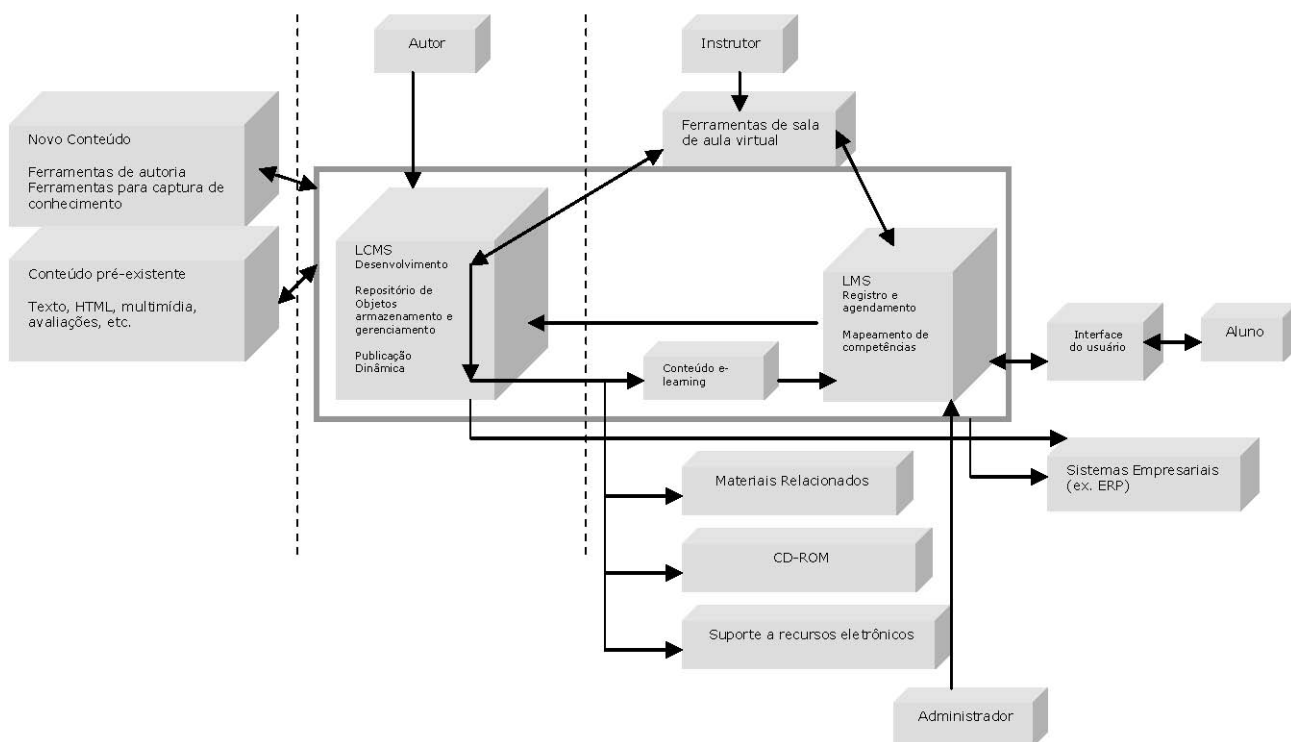 Autor
Instrutor
Novo Conteúdo
Ferramentas de autoria
Ferramentas para captura de
conhecimento
Ferramentas de sala
de aula virtual
Conteúdo pré-existente
Texto, HTML, multimídia,
avaliações, etc.
LCMS
Desenvolvimento
Repositório de
Objetos
armazenamento e
gerenciamento
Publicação
Dinâmica
LMS
Registro e
agendamento
Mapeamento de
competências
Conteúdo e-
learning
Interface
do usuário
Aluno
Sistemas Empresariais
(ex. ERP)
Materiais Relacionados
CD-ROM
Suporte a recursos eletrônicos
Administrador